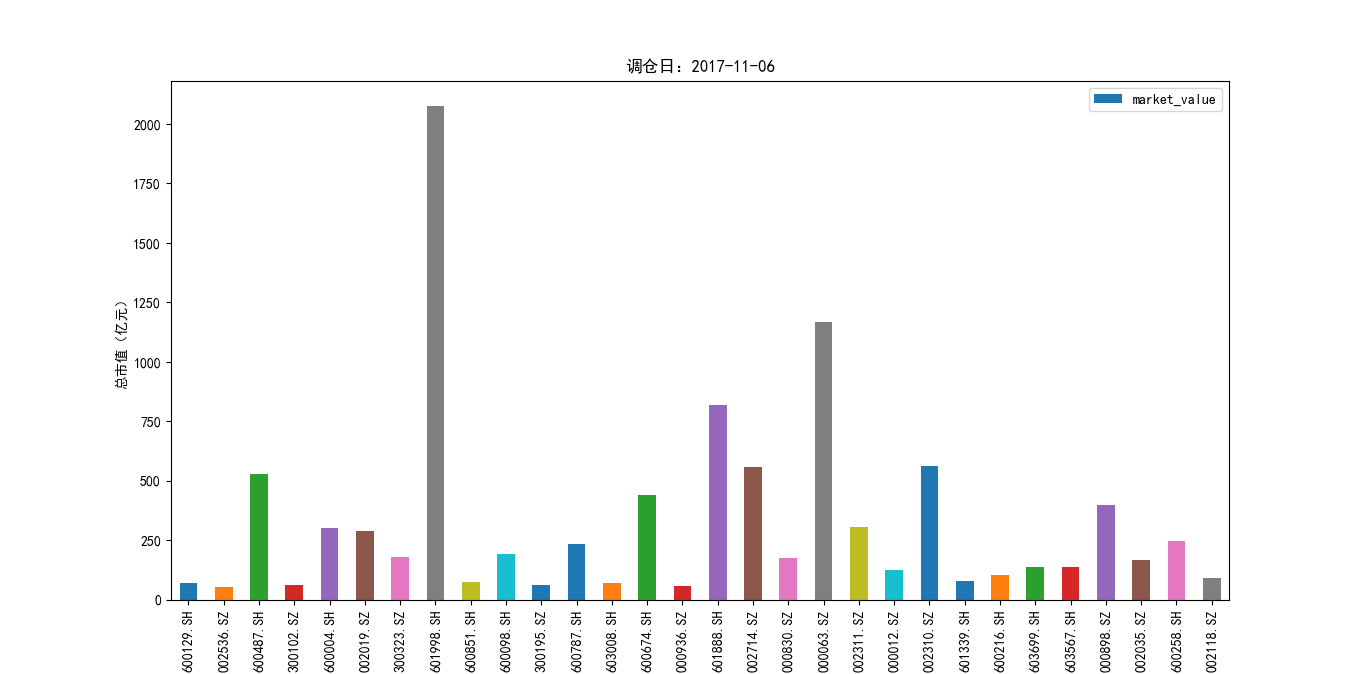 调仓日：2017-11-06
market_value
总市值（亿元）
2000
1750
1500
1250
1000
750
500
250
0
600129.SH
002536.SZ
600487.SH
300102.SZ
600004.SH
002019.SZ
300323.SZ
601998.SH
600851.SH
600098.SH
300195.SZ
600787.SH
603008.SH
600674.SH
000936.SZ
601888.SH
002714.SZ
000830.SZ
000063.SZ
002311.SZ
000012.SZ
002310.SZ
601339.SH
600216.SH
603699.SH
603567.SH
000898.SZ
002035.SZ
600258.SH
002118.SZ